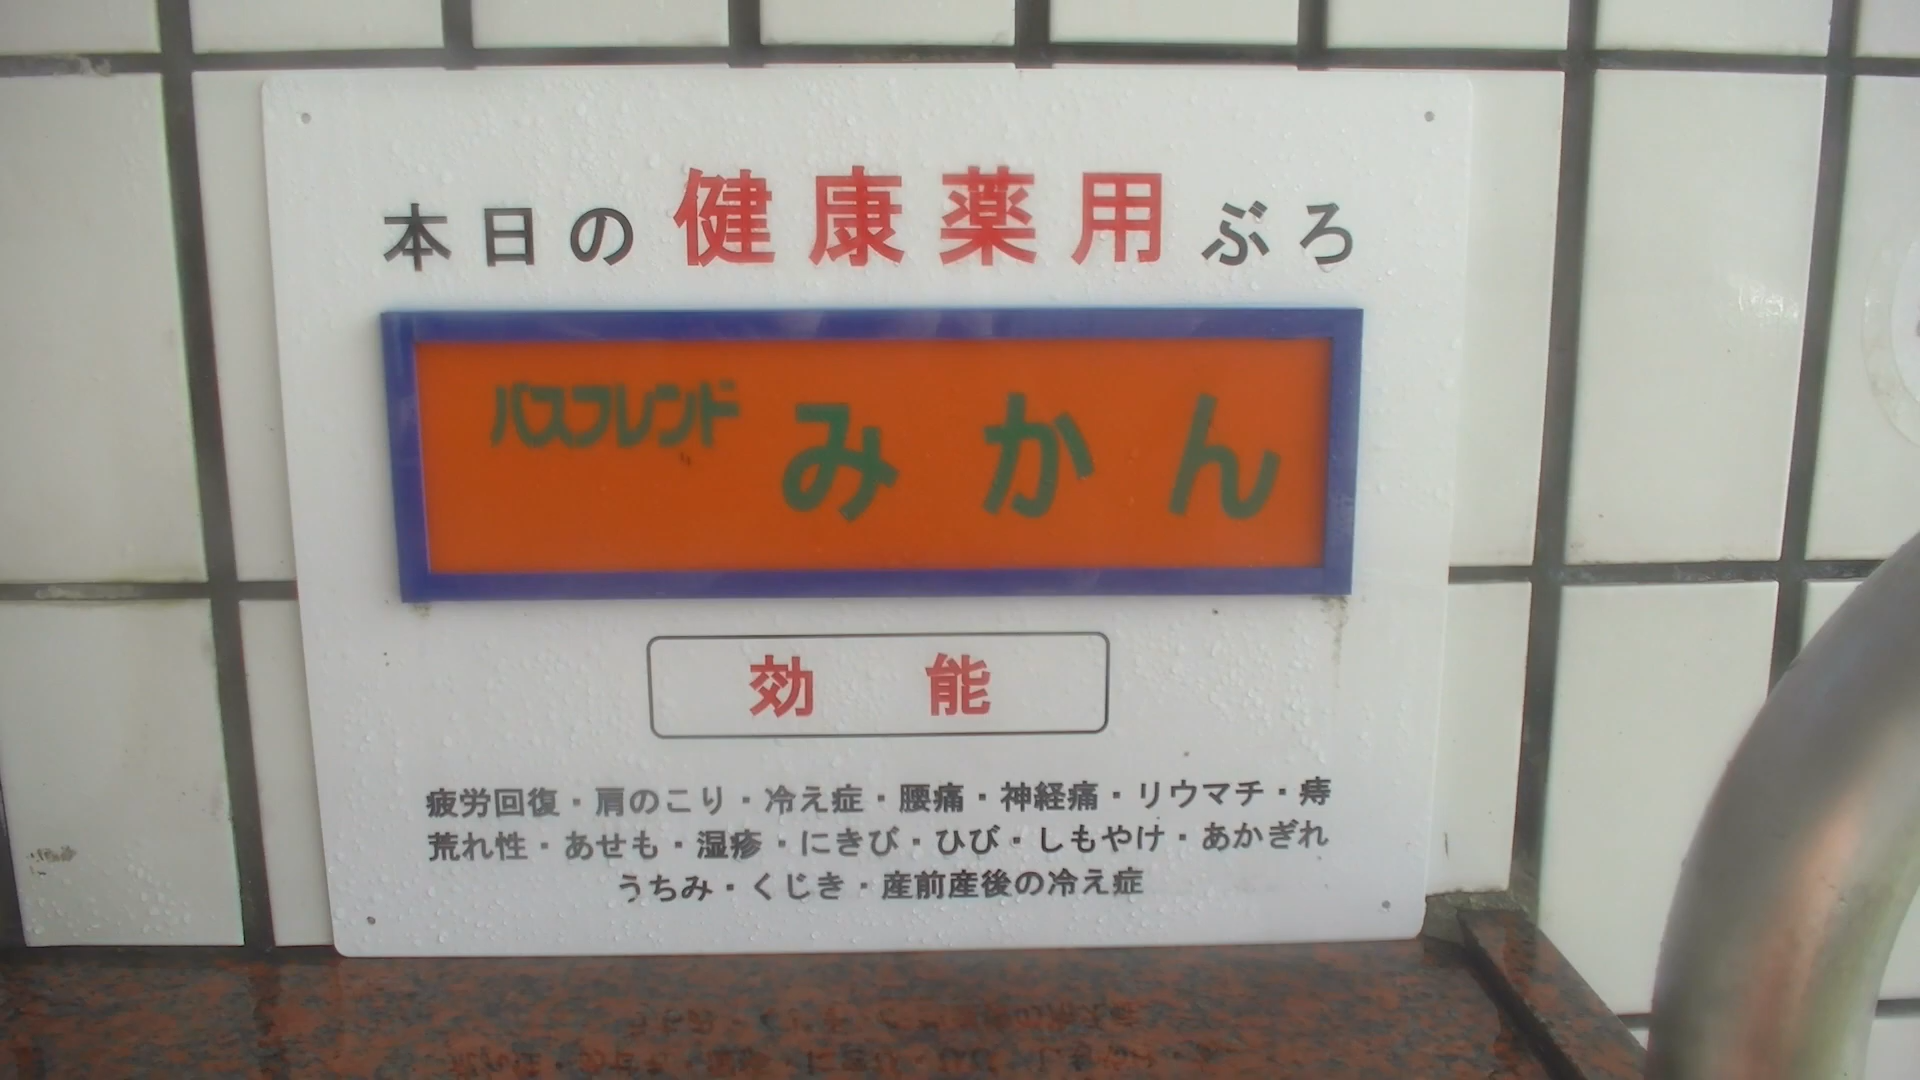 本日の健康薬用ぶろ
バスフレンド みかん
効能
疲労回復・肩のこり・冷え症・腰痛・神経痛・リウマチ・痔
荒れ性・あせも・湿疹・にきび・ひび・しもやけ・あかぎれ
うちみ・くじき・産前産後の冷え症